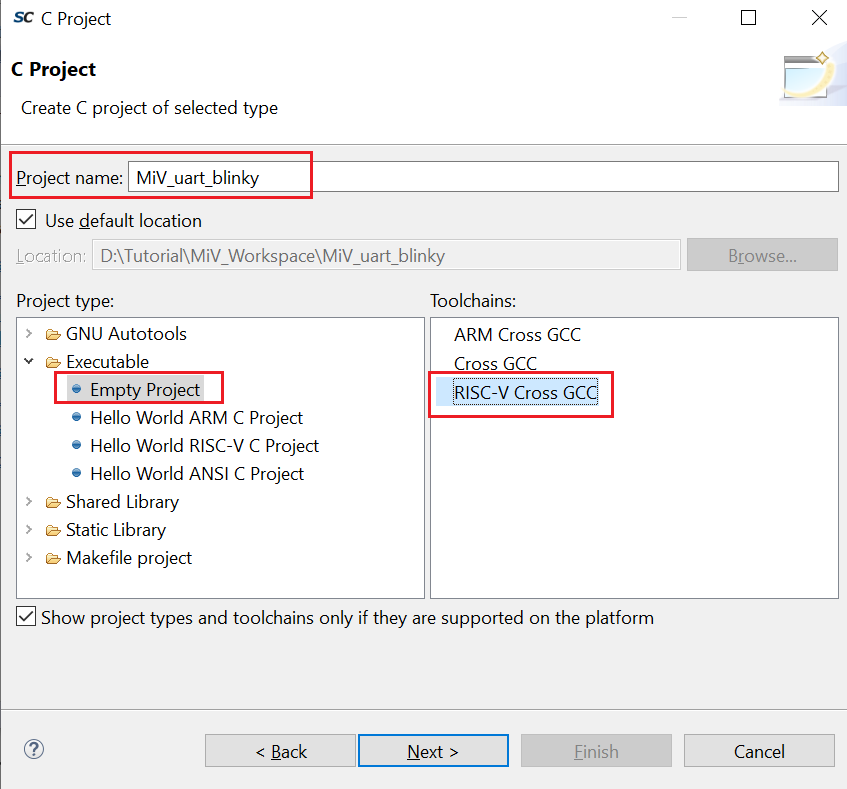 SC C Project
C Project
Create C project of selected type
Project name: MiV_uart_blinky
Use default location
Location: D:\Tutorial\MiV_Workspace\MiV_uart_blinky Browse...
Project type: Toolchains:
GNU Autotools
Executable
Empty Project
Hello World ARM C Project
Hello World RISC-V C Project
Hello World ANSI C Project
Shared Library
Static Library
Makefile project
ARM Cross GCC
Cross GCC
RISC-V Cross GCC
Show project types and toolchains only if they are supported on the platform
? < Back Next > Finish Cancel